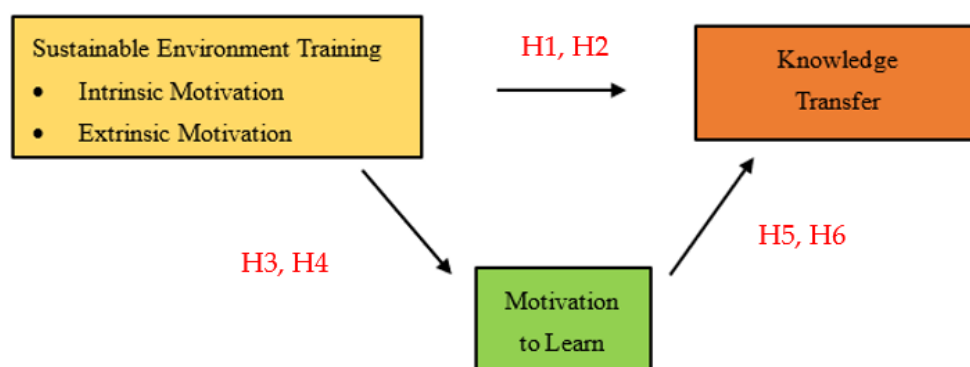 Sustainable Environment Training
• Intrinsic Motivation
• Extrinsic Motivation
H1, H2
Knowledge
Transfer
H3, H4
H5, H6
Motivation
to Learn